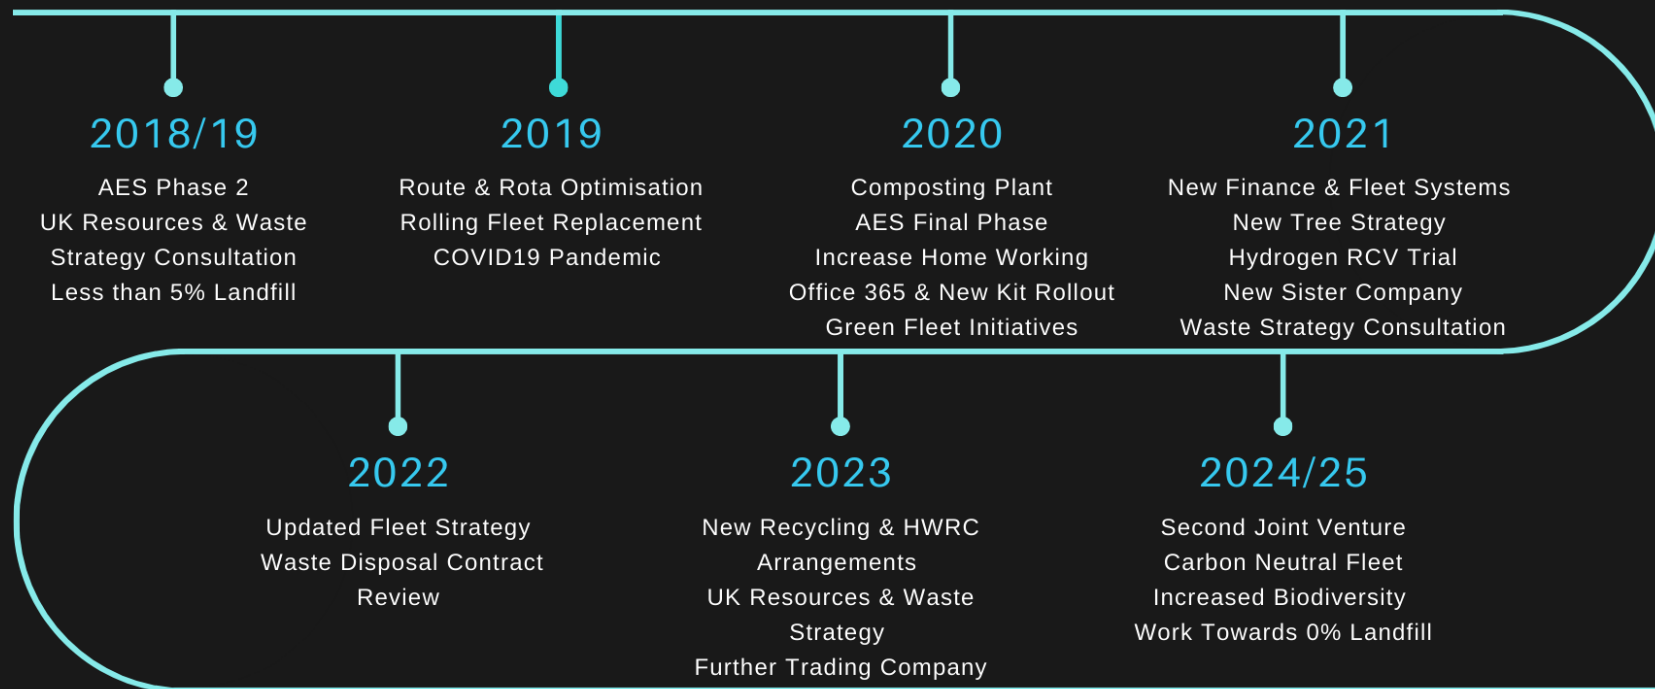 2018/19
AES Phase 2
UK Resources & Waste
Strategy Consultation
Less than 5% Landfill
2019
Route & Rota Optimisation
Rolling Fleet Replacement
COVID19 Pandemic
2020
Composting Plant
AES Final Phase
Increase Home Working
Office 365 & New Kit Rollout
Green Fleet Initiatives
2021
New Finance & Fleet Systems
New Tree Strategy
Hydrogen RCV Trial
New Sister Company
Waste Strategy Consultation
2022
Updated Fleet Strategy
Waste Disposal Contract
Review
2023
New Recycling & HWRC
Arrangements
UK Resources & Waste
Strategy
Further Trading Company
2024/25
Second Joint Venture
Carbon Neutral Fleet
Increased Biodiversity
Work Towards 0% Landfill